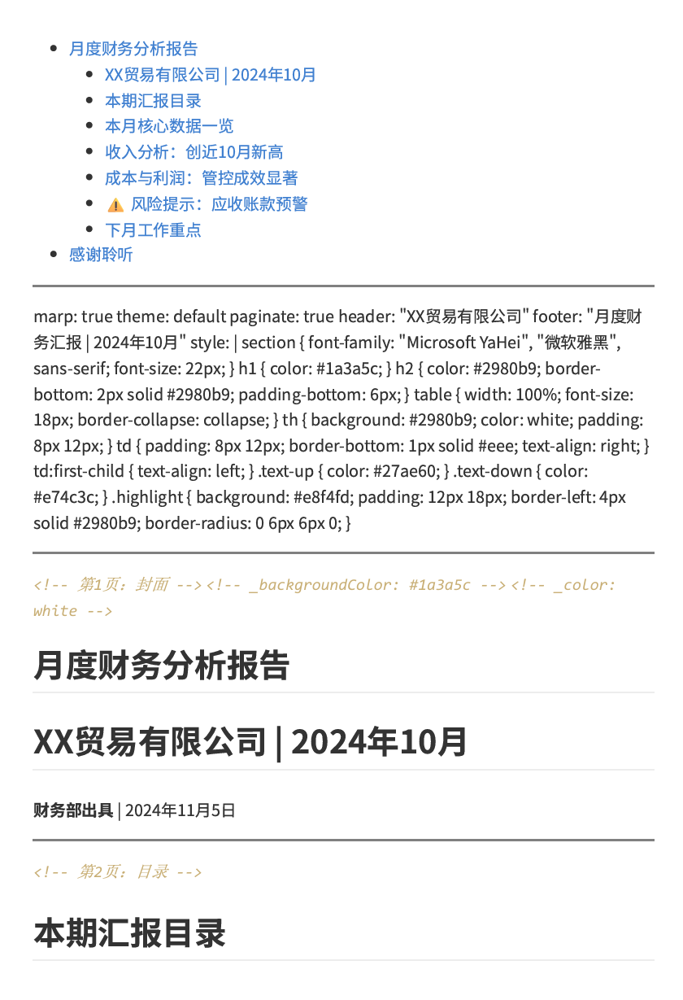 月度财务分析报告
XX贸易有限公司 | 2024年10月
本期汇报目录
本月核心数据一览
收入分析：创近10月新高
成本与利润：管控成效显著
⚠️ 风险提示：应收账款预警
下月工作重点
感谢聆听
marp: true theme: default paginate: true header: "XX贸易有限公司" footer: "月度财
务汇报 | 2024年10月" style: | section { font-family: "Microsoft YaHei", "微软雅黑",
sans-serif; font-size: 22px; } h1 { color: #1a3a5c; } h2 { color: #2980b9; border-
bottom: 2px solid #2980b9; padding-bottom: 6px; } table { width: 100%; font-size:
18px; border-collapse: collapse; } th { background: #2980b9; color: white; padding:
8px 12px; } td { padding: 8px 12px; border-bottom: 1px solid #eee; text-align: right; }
td:first-child { text-align: left; } .text-up { color: #27ae60; } .text-down { color:
#e74c3c; } .highlight { background: #e8f4fd; padding: 12px 18px; border-left: 4px
solid #2980b9; border-radius: 0 6px 6px 0; }
<!-- 第1页：封面 --> <!-- _backgroundColor: #1a3a5c --> <!-- _color:
white -->
月度财务分析报告
XX贸易有限公司 | 2024年10月
财务部出具 | 2024年11月5日
<!-- 第2页：目录 -->
本期汇报目录